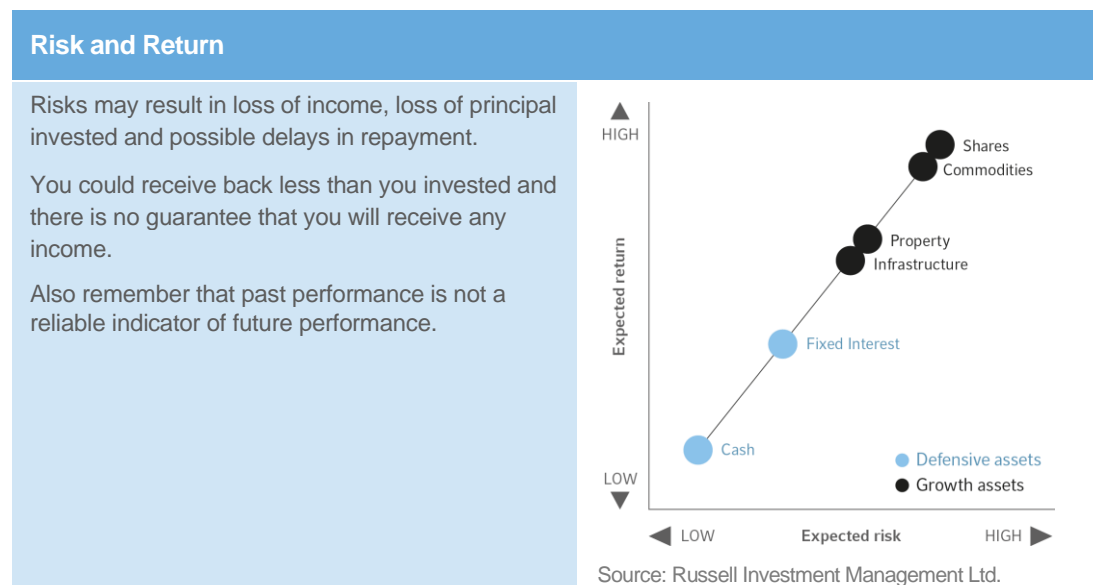 Risk and Return
Risks may result in loss of income, loss of principal
invested and possible delays in repayment.
You could receive back less than you invested and
there is no guarantee that you will receive any
income.
Also remember that past performance is not a
reliable indicator of future performance.
HIGH
Expected return
LOW
Shares
Commodities
Property
Infrastructure
Fixed Interest
Cash
Defensive assets
Growth assets
LOW
Expected risk
HIGH
Source: Russell Investment Management Ltd.